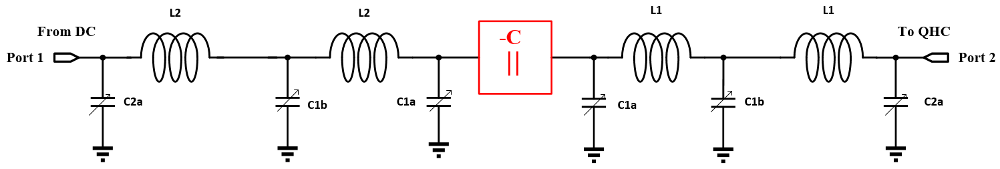 L2
L2
L1
L1
From DC
-C
To QHC
Port 1
Port 2
C2a
C1b
C1a
C1a
C1b
C2a